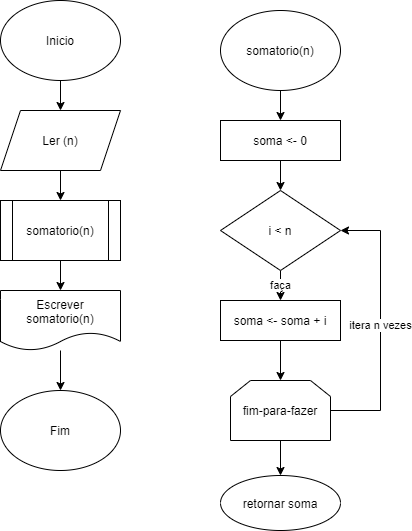 Inicio
Ler (n)
somatorio(n)
Escrever
somatorio(n)
Fim
somatorio(n)
soma <- 0
i < n
faça
soma <- soma + i
itera n vezes
fim-para-fazer
retornar soma